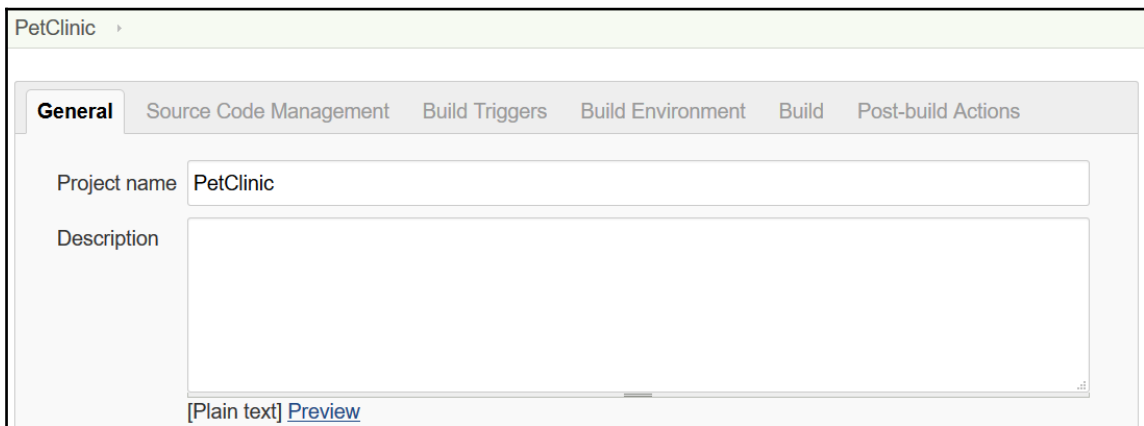 PetClinic
General Source Code Management Build Triggers Build Environment Build Post-build Actions
Project name PetClinic
Description
[Plain text] Preview